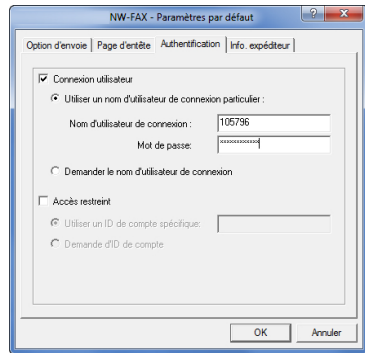 NW-FAX - Paramètres par défaut
Option d'envoie Page d'entête Authentification Info. expéditeur
Connexion utilisateur
Utiliser un nom d'utilisateur de connexion particulier :
Nom d'utilisateur de connexion : 105796
Mot de passe: xxxxxxxxxxxx
Demander le nom d'utilisateur de connexion
Accès restreint
Utiliser un ID de compte spécifique:
Demande d'ID de compte
OK Annuler